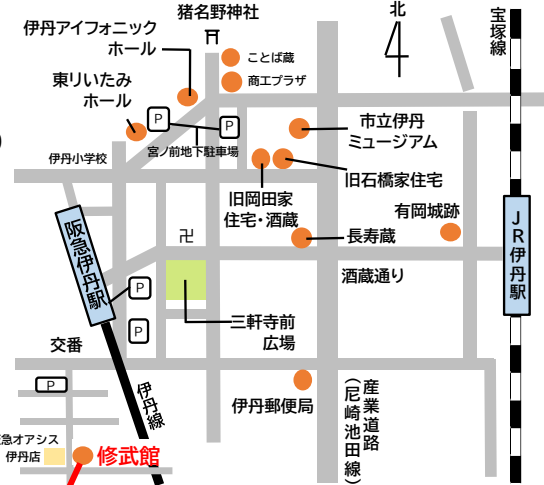 猪名野神社
北
宝塚線
伊丹アイフォニック
ホール
ことば蔵
商工プラザ
東りいたみ
ホール
P
P
宮ノ前地下駐車場
市立伊丹
ミュージアム
伊丹小学校
旧石橋家住宅
旧岡田家
住宅・酒蔵
有岡城跡
卍
長寿蔵
阪急伊丹駅
JR伊丹駅
酒蔵通り
P
三軒寺前
広場
P
交番
P
伊丹線
伊丹郵便局
産業道路
(尼崎池田線)
急オアシス
伊丹店
修武館